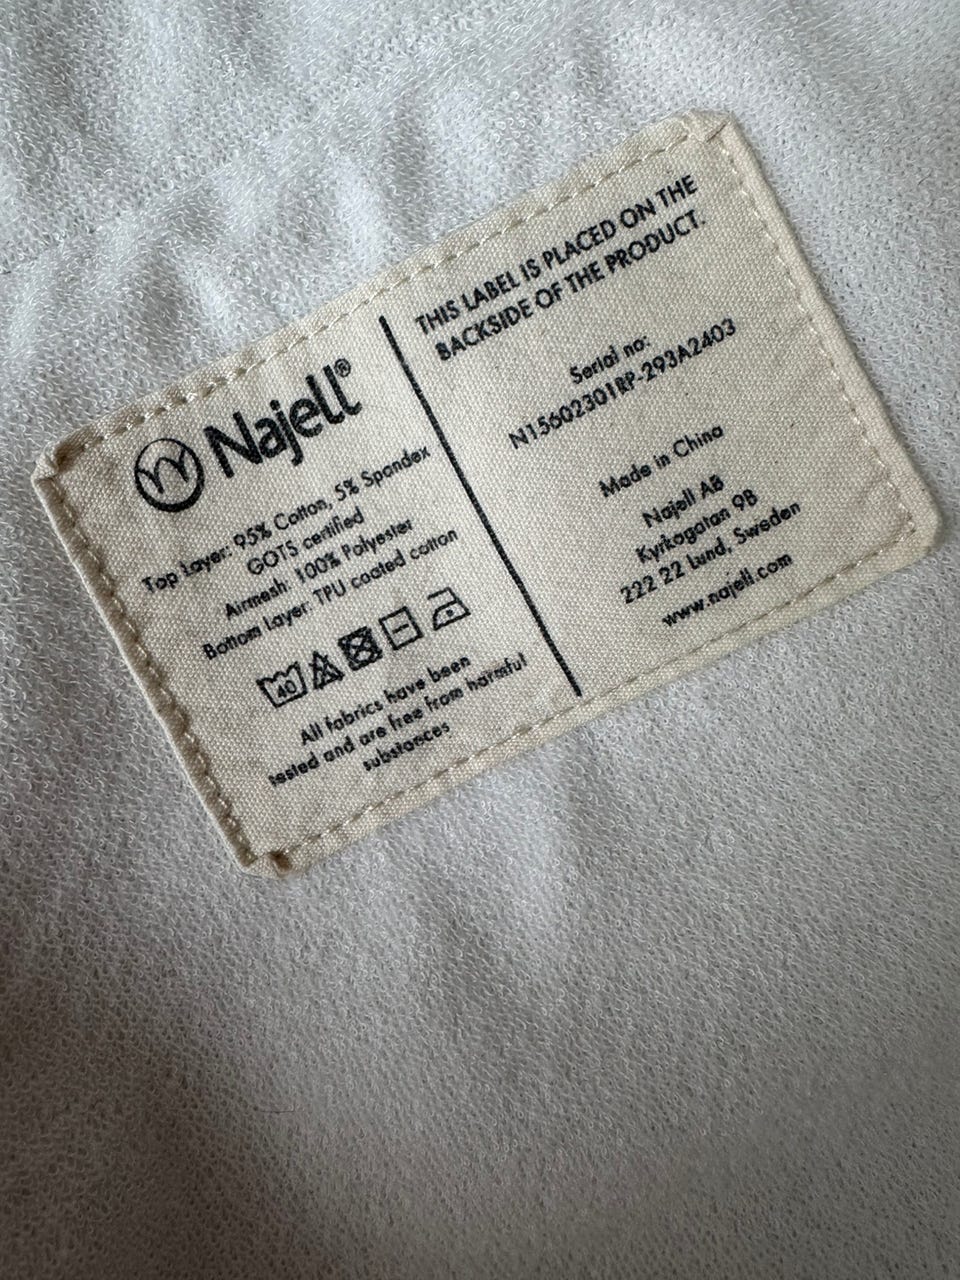 Najell®
Top Layer: 95% Cotton, 5% Spandex
GOTS certified
Airmesh: 100% Polyester
Bottom Layer: TPU coated cotton
40
All fabrics have been
tested and are free from harmful
substances
THIS LABEL IS PLACED ON THE
BACKSIDE OF THE PRODUCT.
Serial no:
N15602301RP-293A2403
Made in China
Najell AB
Kyrkogatan 9B
222 22 Lund, Sweden
www.najell.com